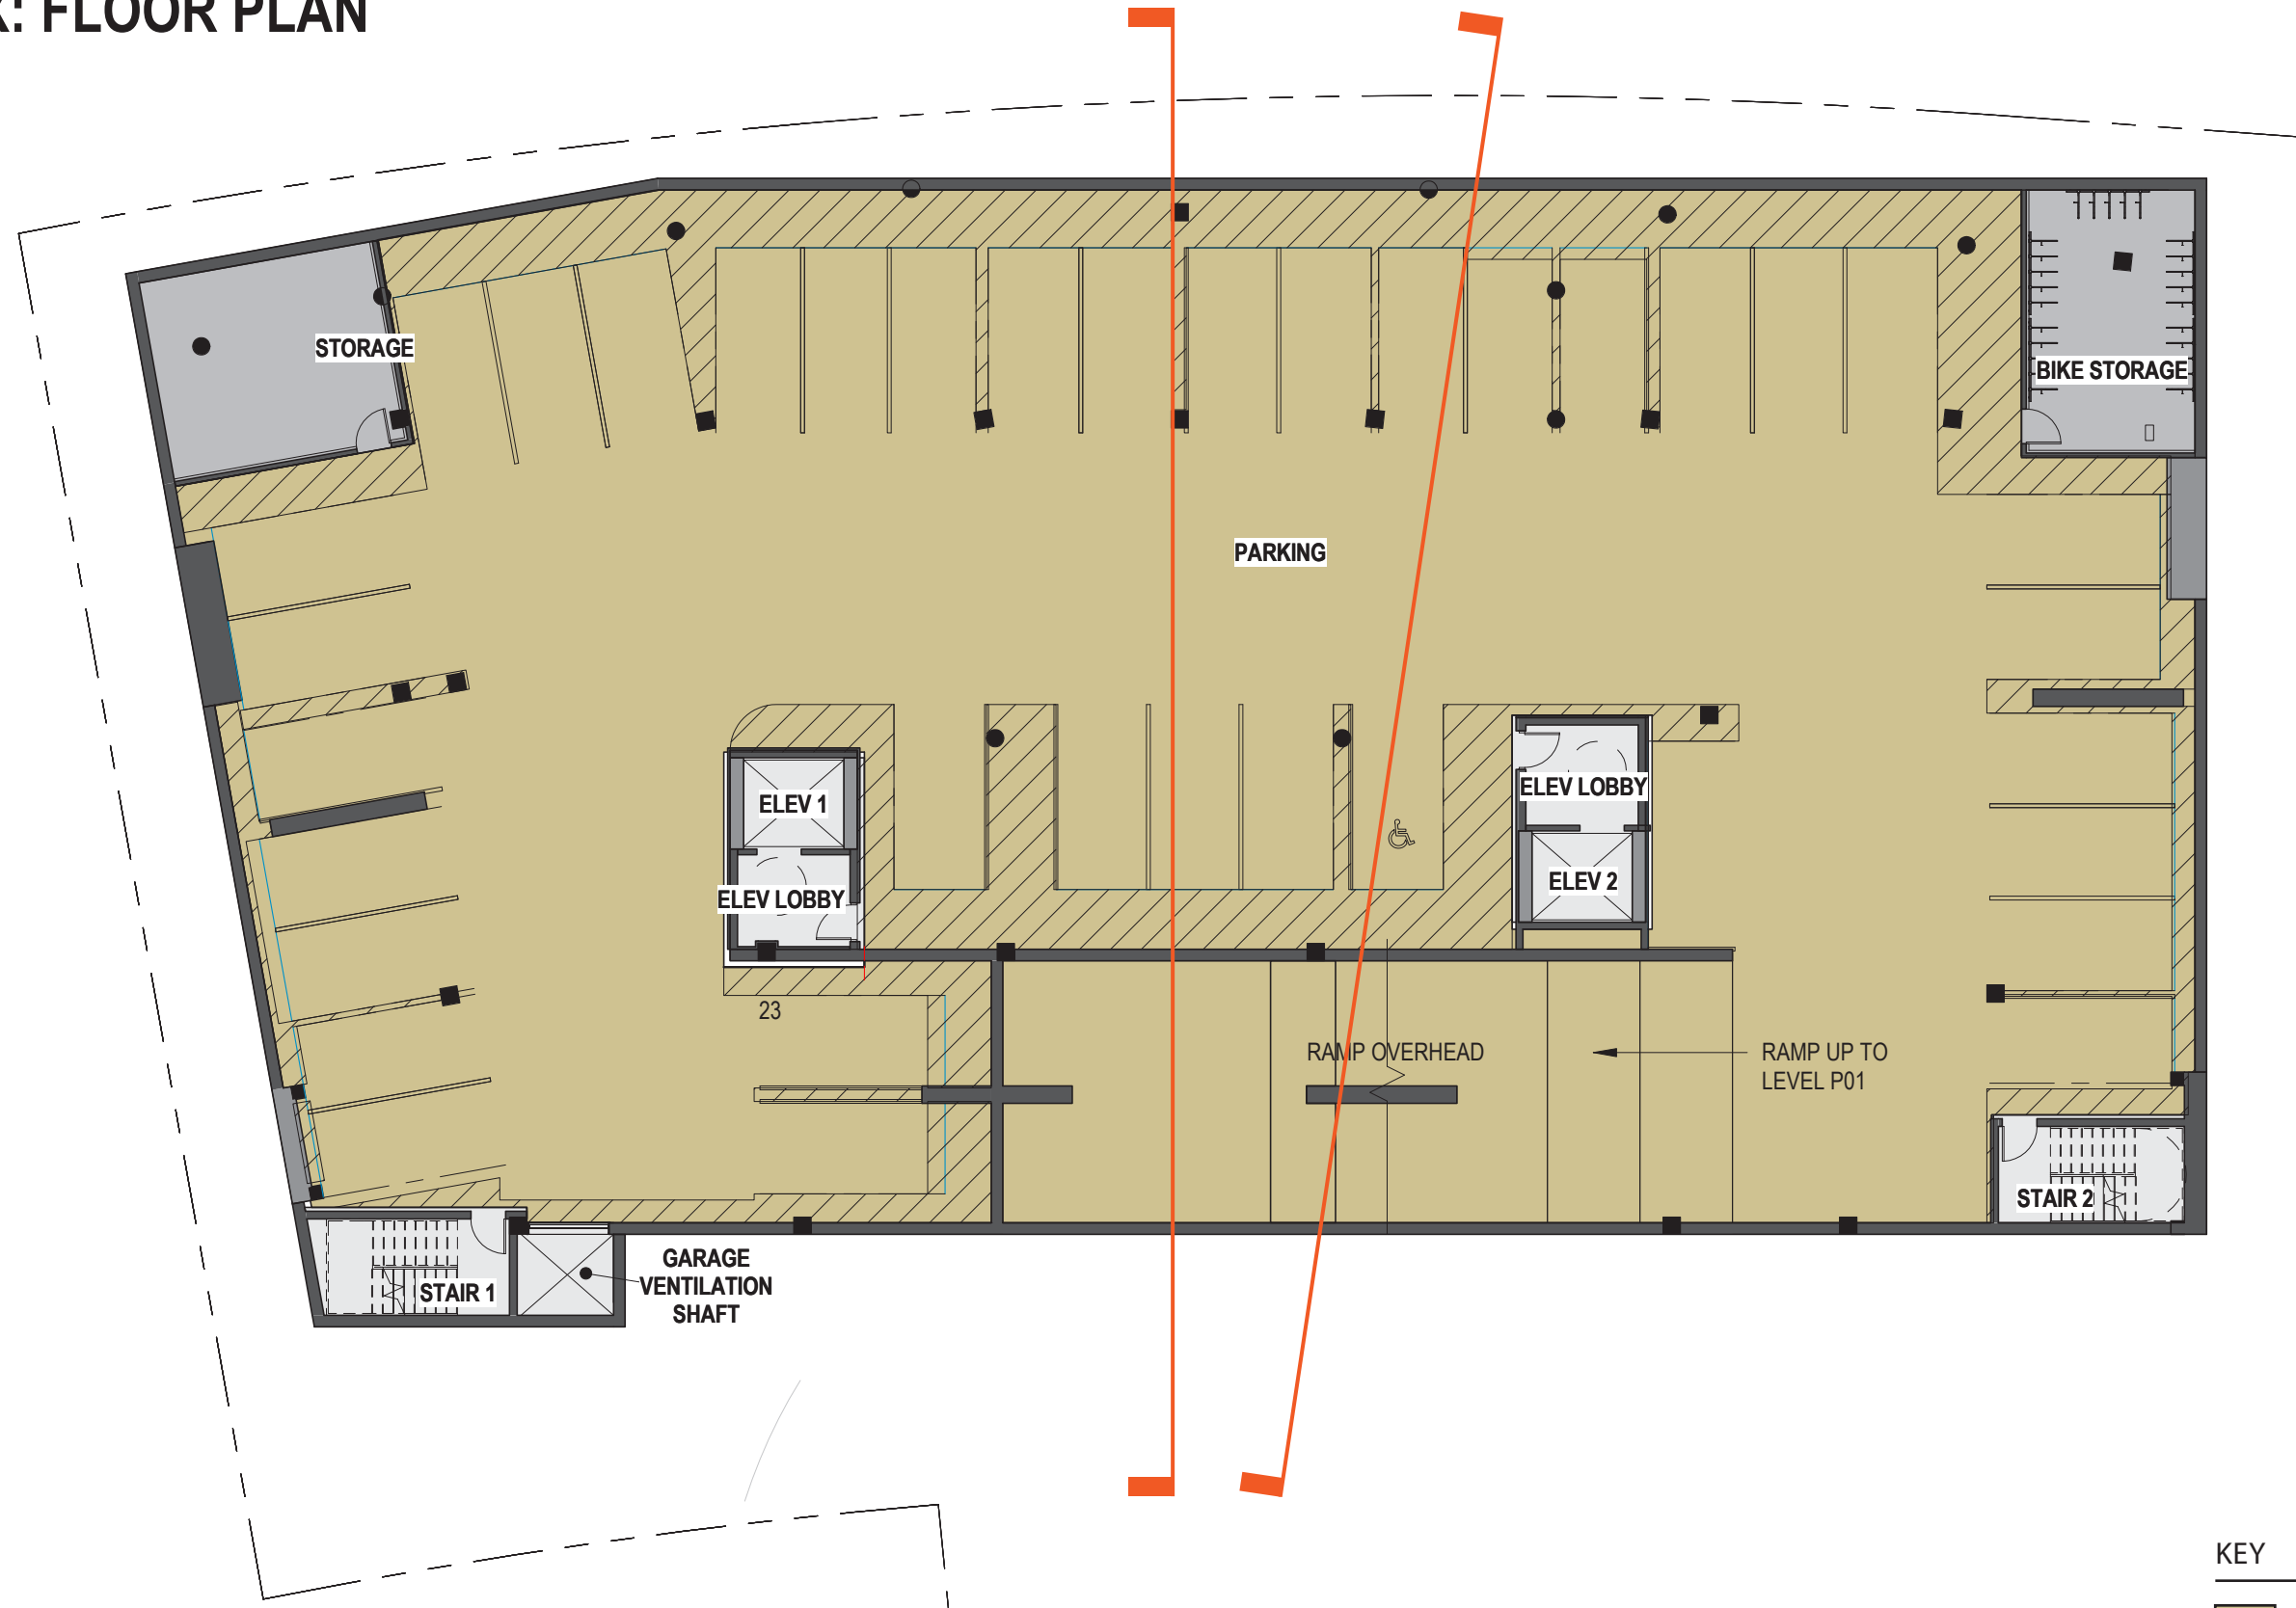 : FLOOR PLAN
STORAGE
BIKE STORAGE
PARKING
ELEV 1
ELEV LOBBY
ELEV LOBBY
ELEV 2
23
RAMP OVERHEAD
RAMP UP TO
LEVEL P01
STAIR 2
GARAGE
VENTILATION
SHAFT
STAIR 1
KEY